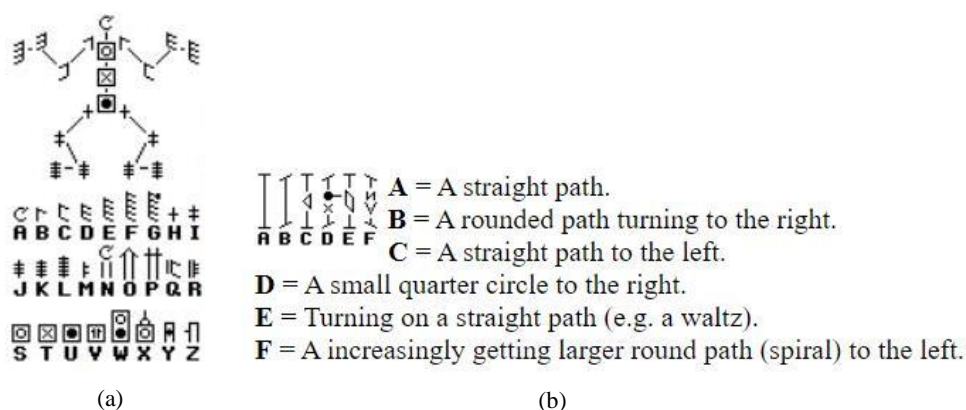 A B C D E F G H I
J K L M N O P Q R
S T U V W X Y Z
(a)
A B C D E F
A = A straight path.
B = A rounded path turning to the right.
C = A straight path to the left.
D = A small quarter circle to the right.
E = Turning on a straight path (e.g. a waltz).
F = A increasingly getting larger round path (spiral) to the left.
(b)